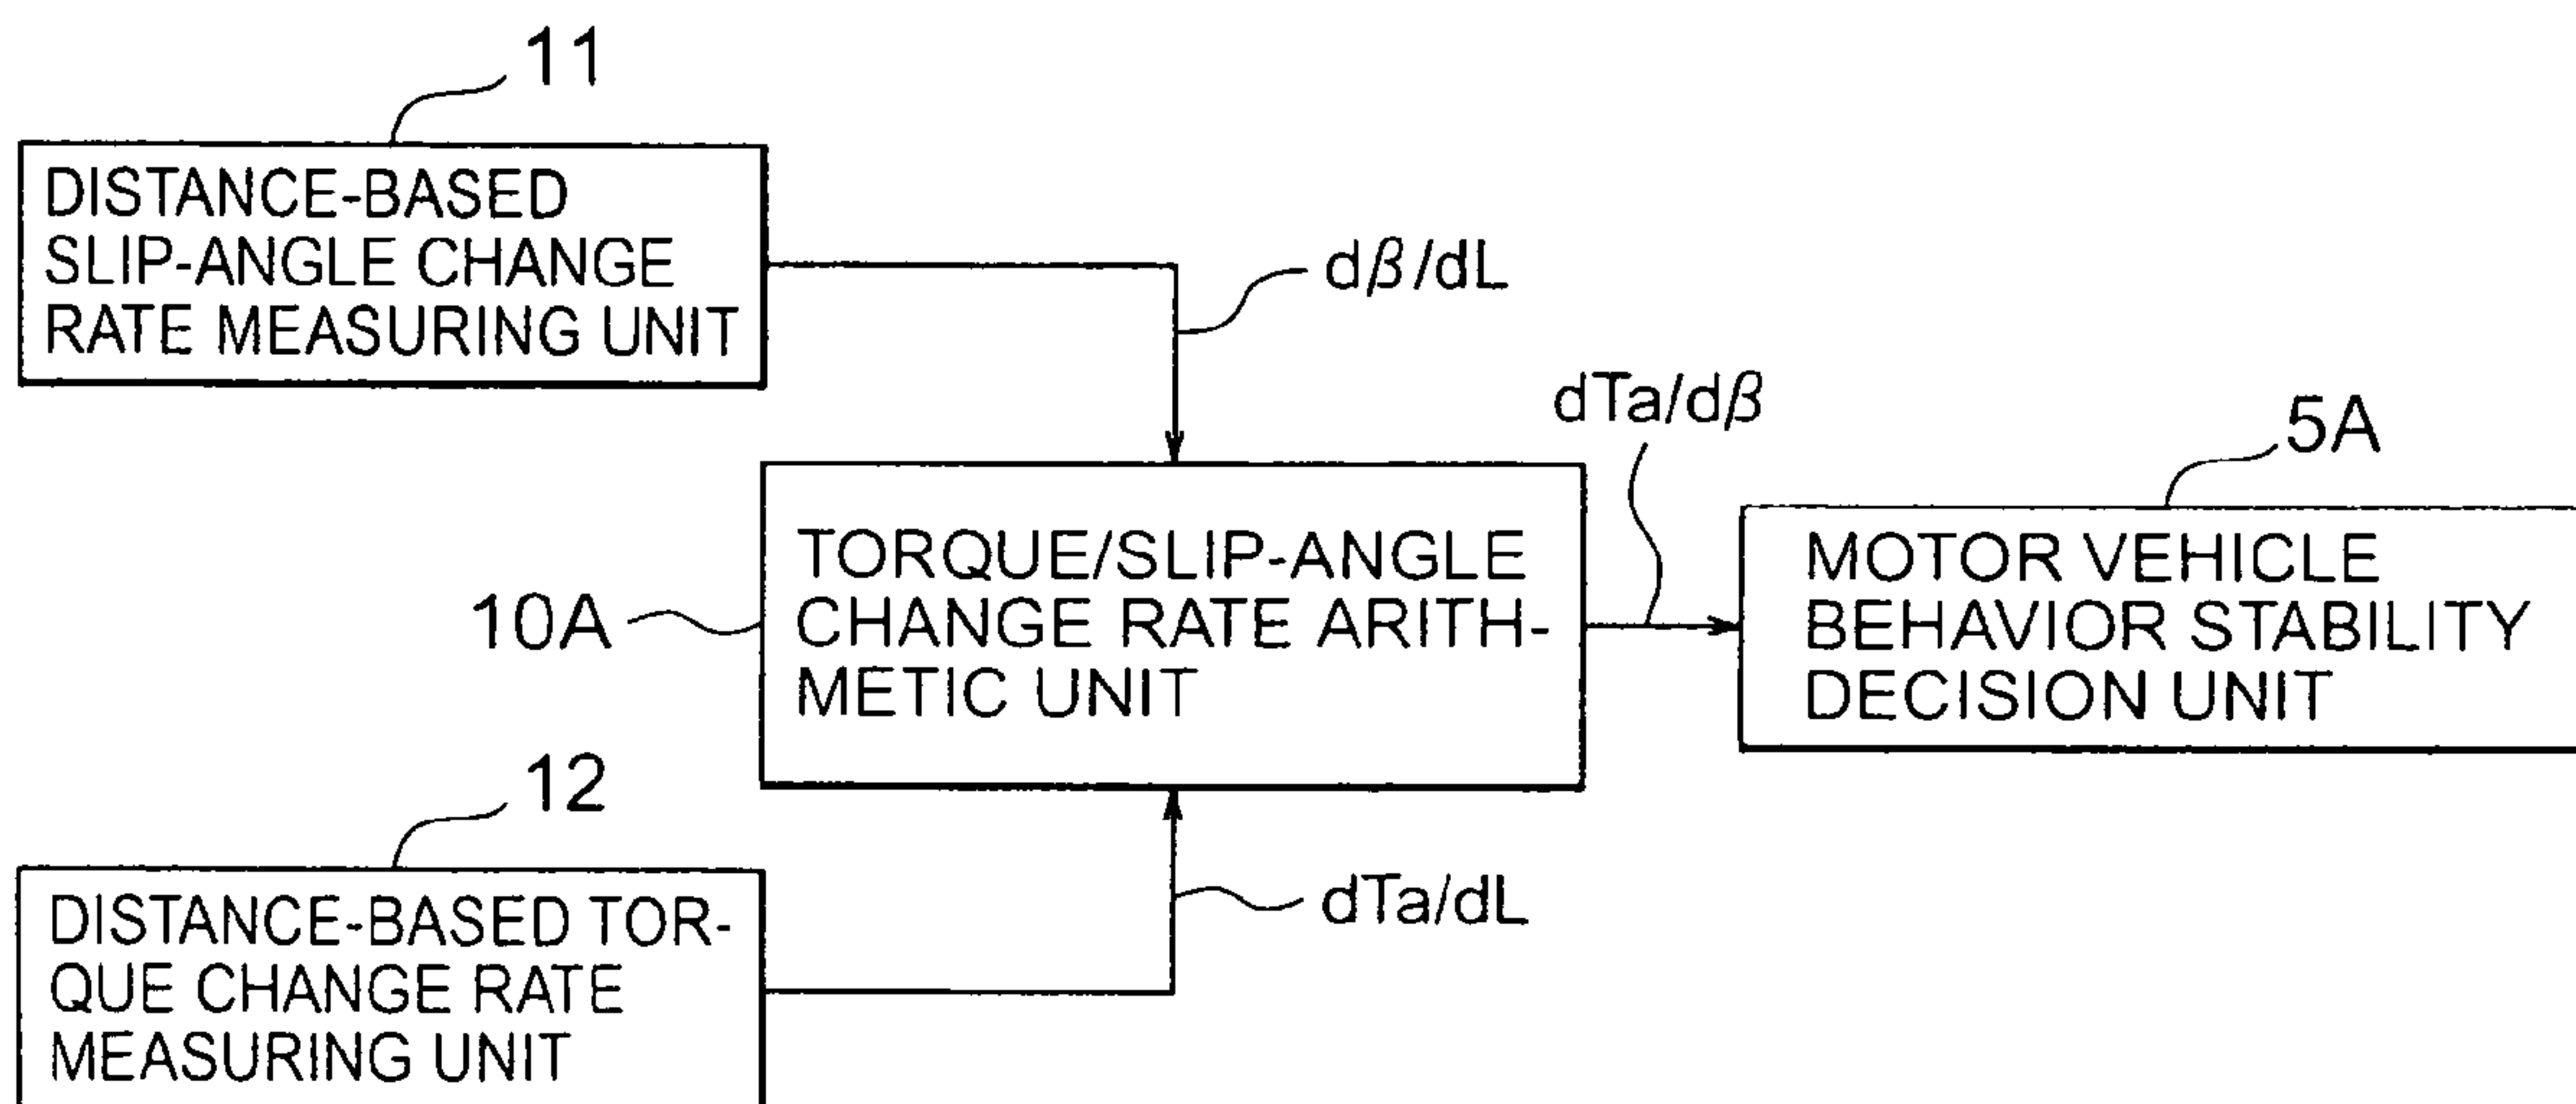 11
DISTANCE-BASED
SLIP-ANGLE CHANGE
RATE MEASURING UNIT
dβ/dL
dTa/dβ
5A
10A
TORQUE/SLIP-ANGLE
CHANGE RATE ARITH-
METIC UNIT
MOTOR VEHICLE
BEHAVIOR STABILITY
DECISION UNIT
12
DISTANCE-BASED TOR-
QUE CHANGE RATE
MEASURING UNIT
dTa/dL